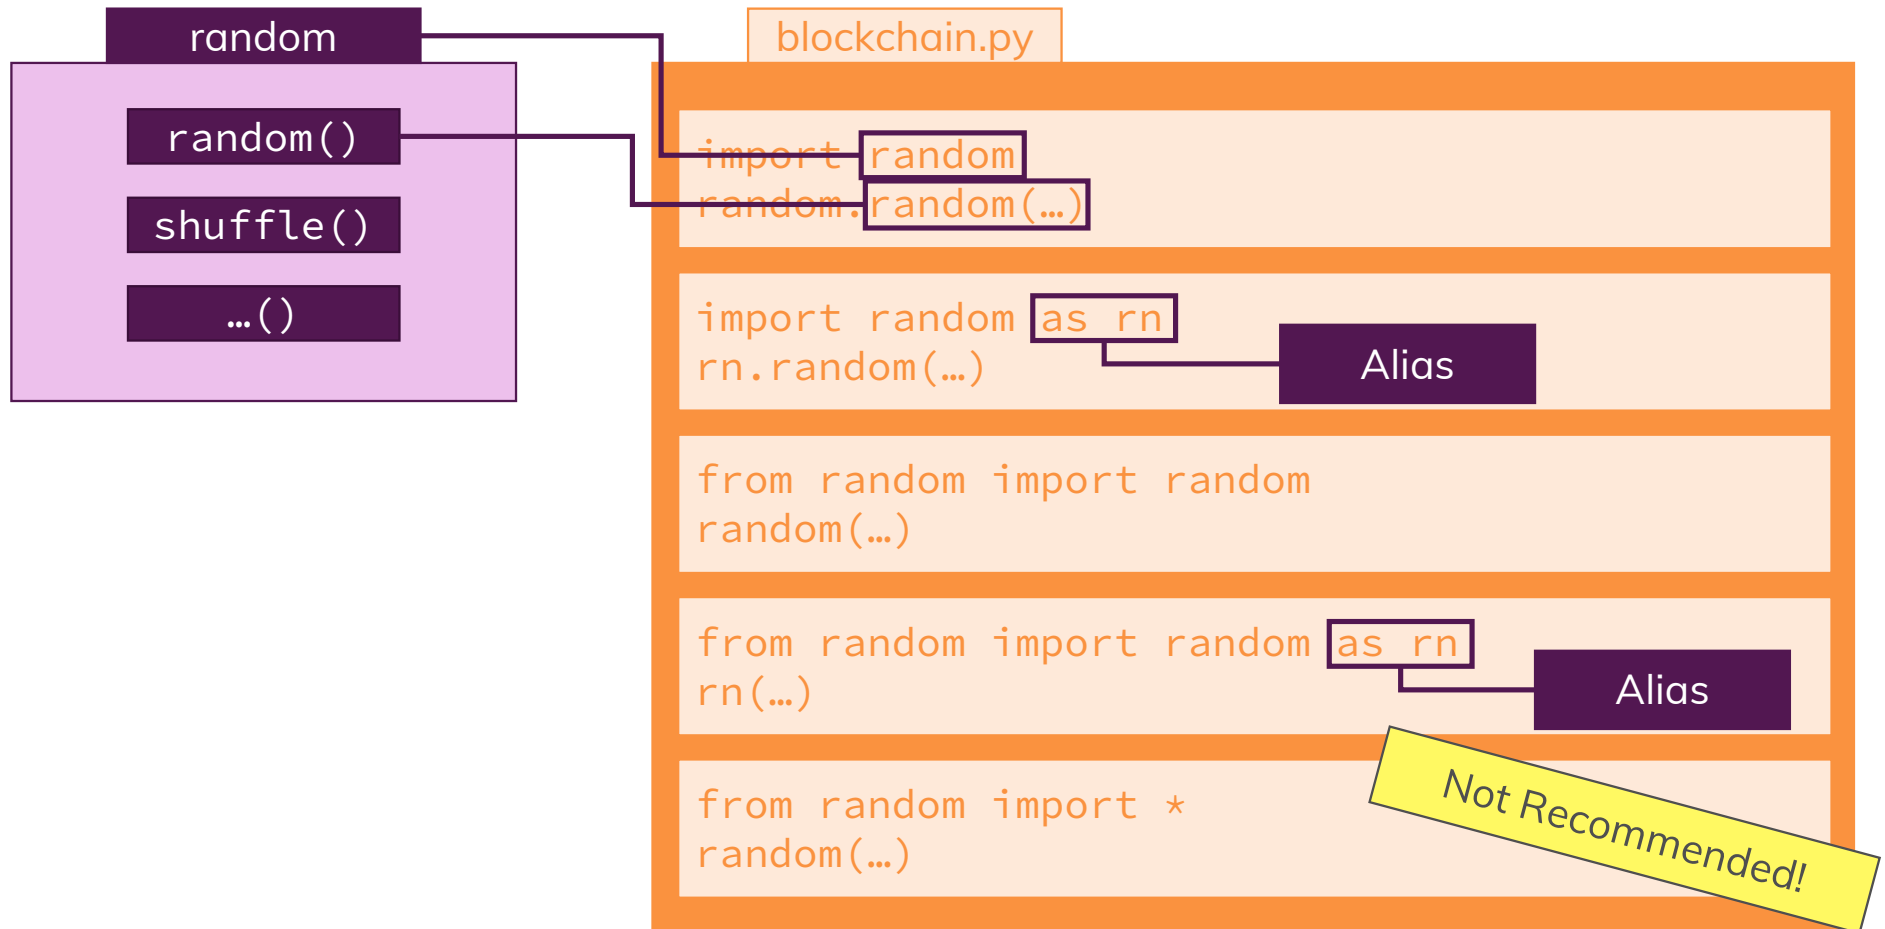 random
random()
shuffle()
…()
blockchain.py
import random
random.random(…)
import random as rn
rn.random(…)
Alias
from random import random
random(…)
from random import random as rn
rn(…)
Alias
from random import *
random(…)
Not Recommended!